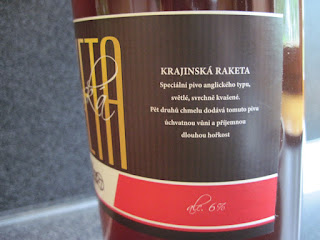 ETA
KRAJINSKÁ RAKETA
Speciální pivo anglického typu,
světlé, svrchně kvašené.
Pět druhů chmelu dodává tomuto pivu
úchvatnou vůni a příjemnou
dlouhou hořkost
alc. 6%